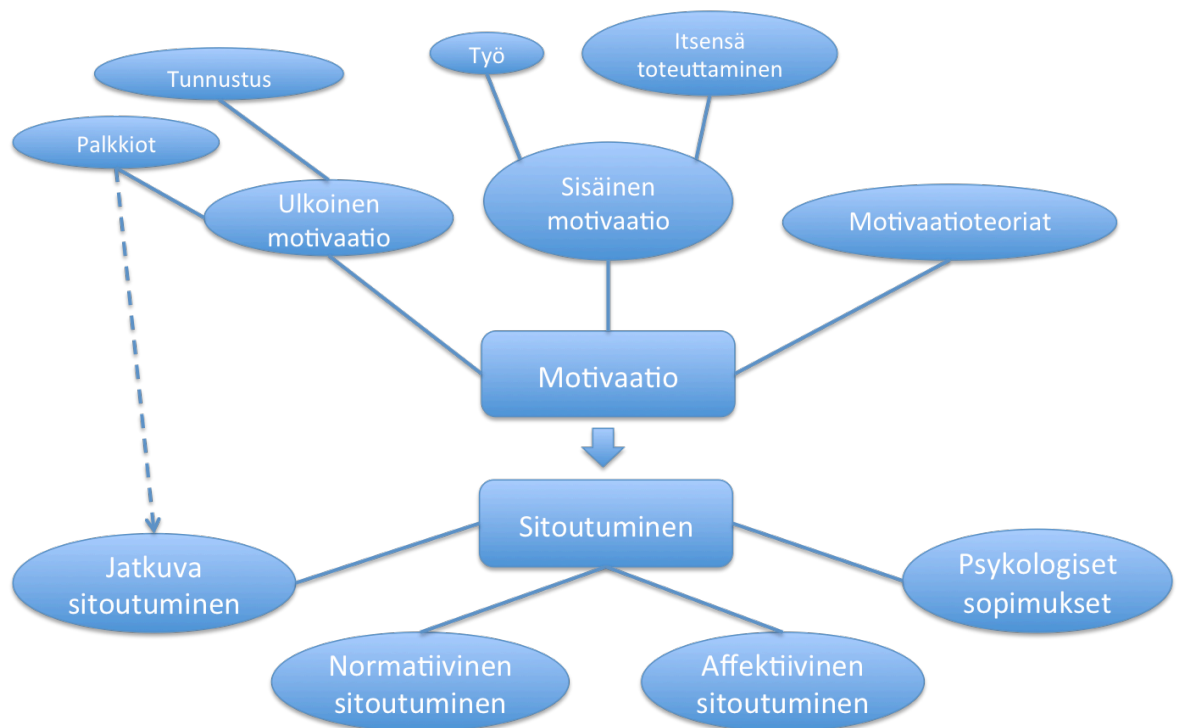 Työ
Itsensä
toteuttaminen
Tunnustus
Palkkiot
Ulkoinen
motivaatio
Sisäinen
motivaatio
Motivaatioteoriat
Motivaatio
Sitoutuminen
Jatkuva
sitoutuminen
Psykologiset
sopimukset
Normatiivinen
sitoutuminen
Affektiivinen
sitoutuminen